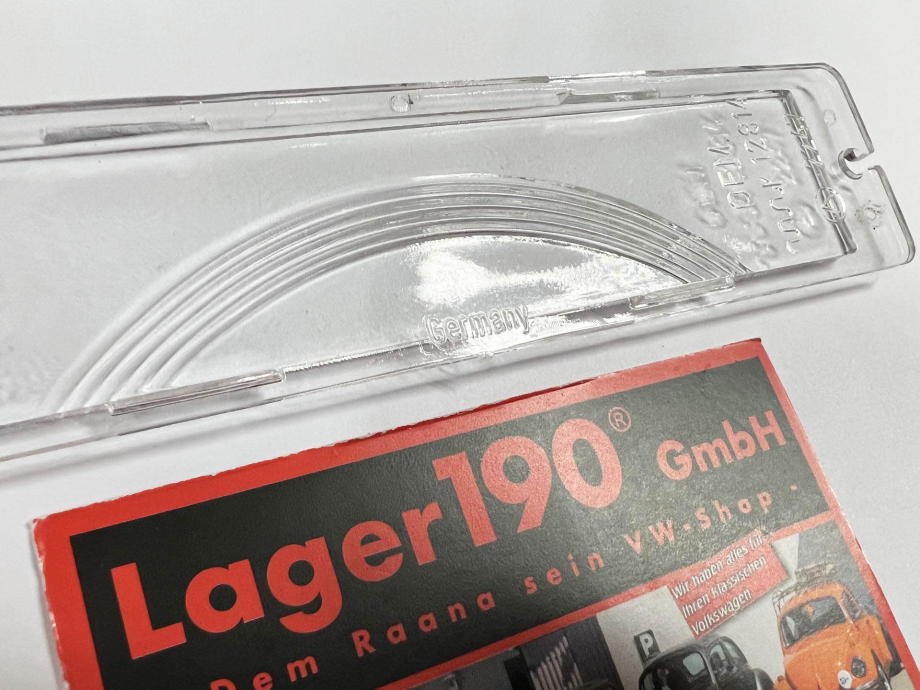 Germany
Lager190® GmbH
Dem Raana sein VW-Shop -
Wir haben alles für
Ihren klassischen
Volkswagen
P